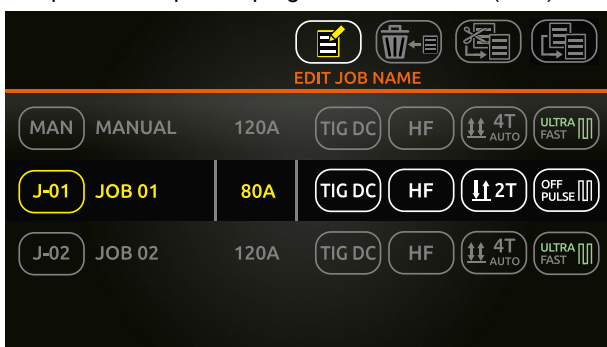 EDIT JOB NAME
MAN MANUAL 120A TIG DC HF 4T AUTO ULTRA FAST
J-01 JOB 01 80A TIG DC HF 2T OFF PULSE
J-02 JOB 02 120A TIG DC HF 4T AUTO ULTRA FAST